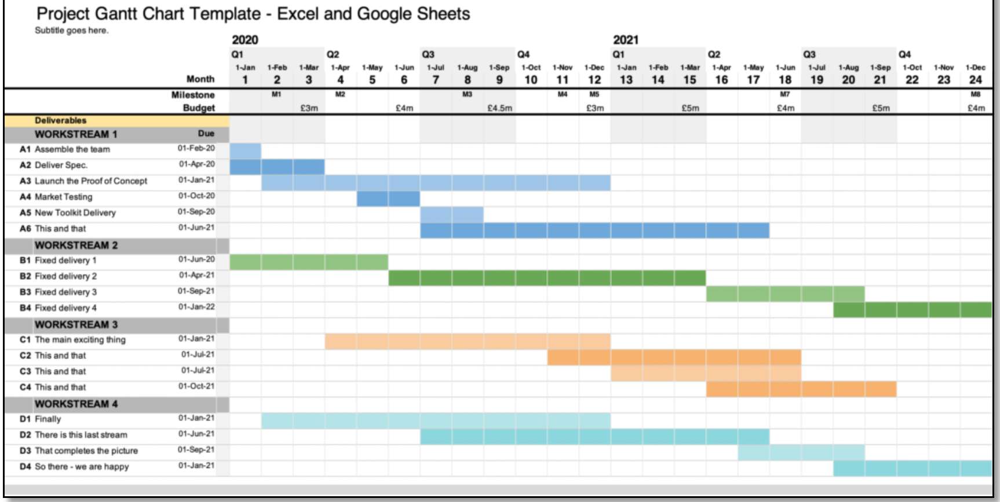 Project Gantt Chart Template - Excel and Google Sheets
Subtitle goes here.
2020 2021
Q1 Q2 Q3 Q4 Q1 Q2 Q3 Q4
1-Jan 1-Feb 1-Mar 1-Apr 1-May 1-Jun 1-Jul 1-Aug 1-Sep 1-Oct 1-Nov 1-Dec 1-Jan 1-Feb 1-Mar 1-Apr 1-May 1-Jun 1-Jul 1-Aug 1-Sep 1-Oct 1-Nov 1-Dec
Month 1 2 3 4 5 6 7 8 9 10 11 12 13 14 15 16 17 18 19 20 21 22 23 24
Milestone M1 M2 M3 M4 M5 M7 M8
Budget £3m £4m £4.5m £3m £5m £4m £5m £4m
Deliverables
WORKSTREAM 1 Due
A1 Assemble the team 01-Feb-20
A2 Deliver Spec. 01-Apr-20
A3 Launch the Proof of Concept 01-Jan-21
A4 Market Testing 01-Oct-20
A5 New Toolkit Delivery 01-Sep-20
A6 This and that 01-Jun-21
WORKSTREAM 2
B1 Fixed delivery 1 01-Jun-20
B2 Fixed delivery 2 01-Apr-21
B3 Fixed delivery 3 01-Sep-21
B4 Fixed delivery 4 01-Jan-22
WORKSTREAM 3
C1 The main exciting thing 01-Jan-21
C2 This and that 01-Jul-21
C3 This and that 01-Jul-21
C4 This and that 01-Oct-21
WORKSTREAM 4
D1 Finally 01-Jan-21
D2 There is this last stream 01-Jun-21
D3 That completes the picture 01-Sep-21
D4 So there - we are happy 01-Jan-21